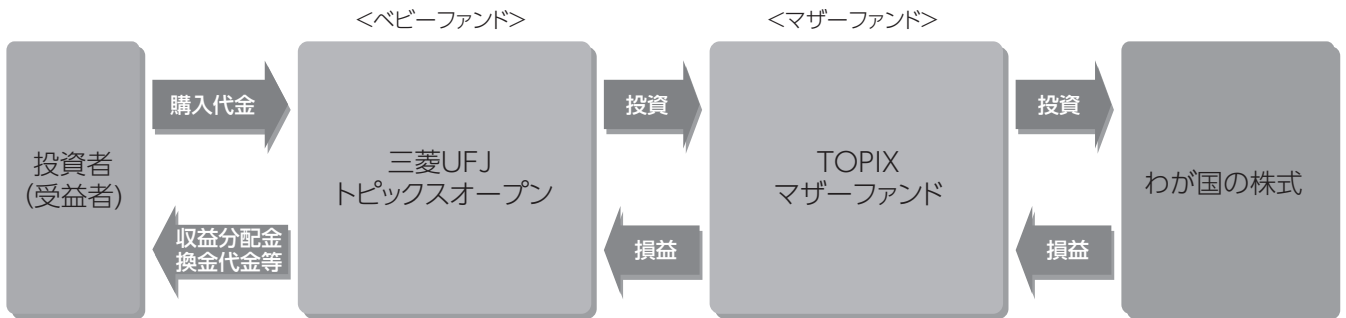 <ベビーファンド>
<マザーファンド>
投資者
(受益者)
購入代金
収益分配金
換金代金等
三菱UFJ
トピックスオープン
投資
損益
TOPIX
マザーファンド
投資
損益
わが国の株式